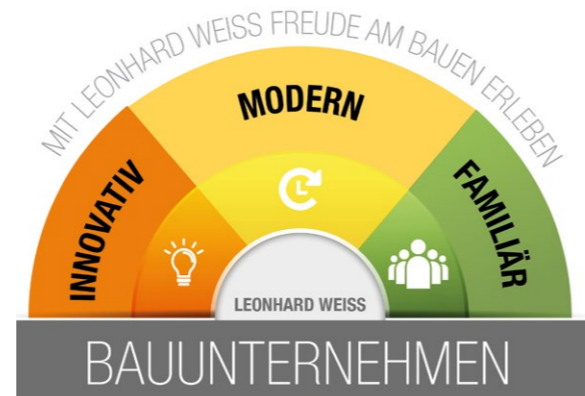 MIT LEONHARD WEISS FREUDE AM BAUEN ERLEBEN
INNOVATIV
MODERN
FAMILIÄR
LEONHARD WEISS
BAUUNTERNEHMEN